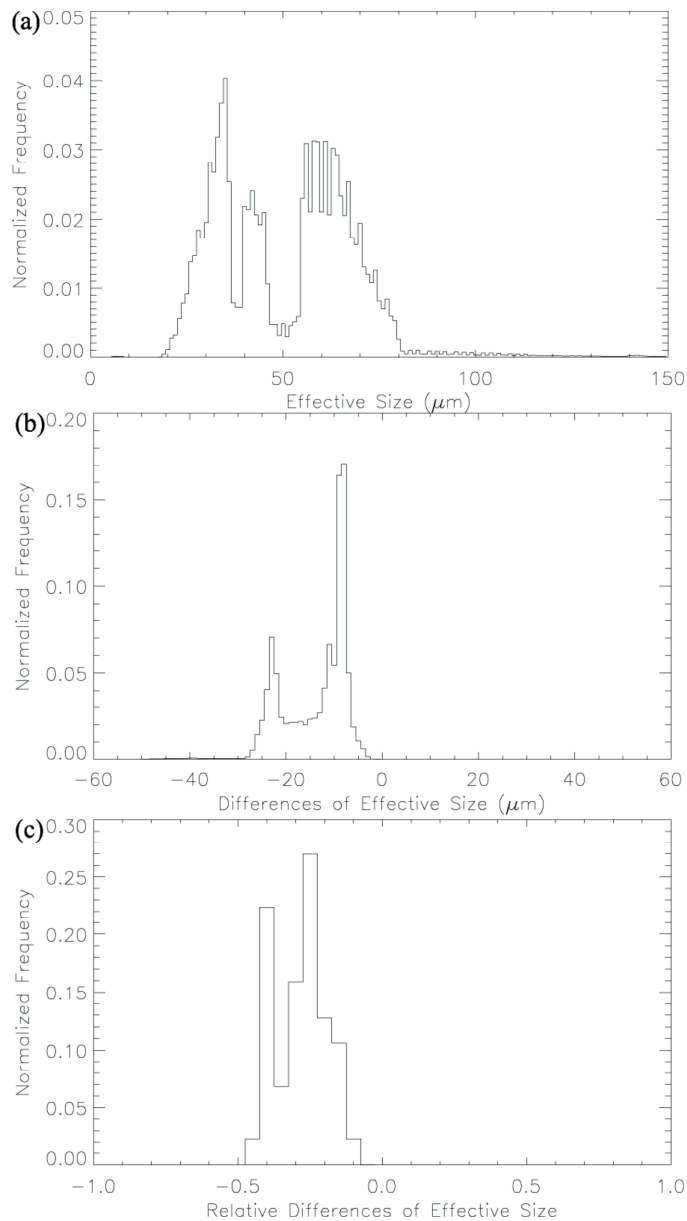 (a)
0.05
0.04
0.03
0.02
0.01
0.00
Normalized Frequency
0 50 100 150
Effective Size (μm)
(b)
0.20
0.15
0.10
0.05
0.00
Normalized Frequency
−60 −40 −20 0 20 40 60
Differences of Effective Size (μm)
(c)
0.30
0.25
0.20
0.15
0.10
0.05
0.00
Normalized Frequency
−1.0 −0.5 0.0 0.5 1.0
Relative Differences of Effective Size